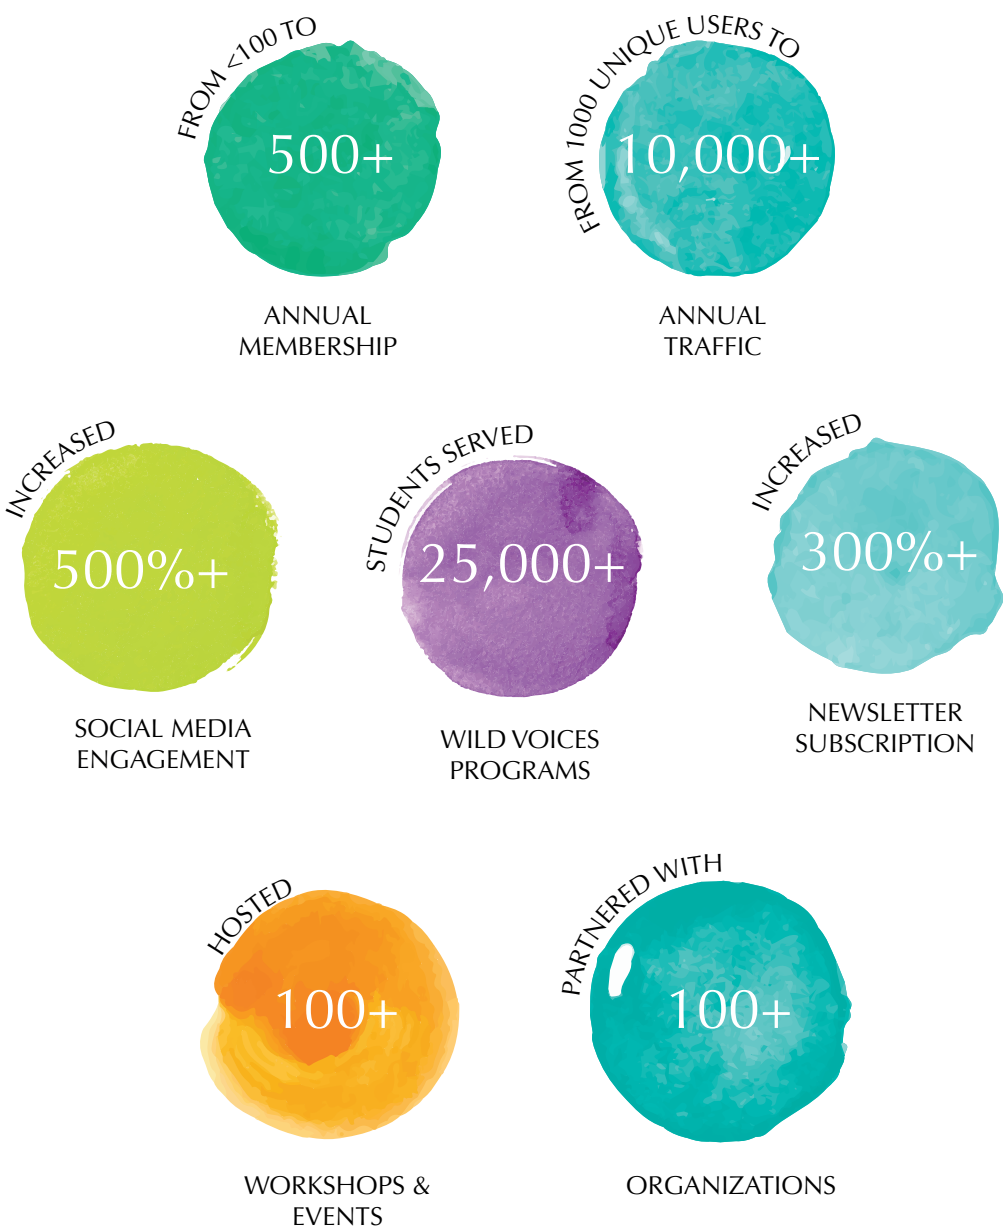 FROM <100 TO
500+
ANNUAL
MEMBERSHIP
FROM 1000 UNIQUE USERS TO
10,000+
ANNUAL
TRAFFIC
INCREASED
500%+
SOCIAL MEDIA
ENGAGEMENT
STUDENTS SERVED
25,000+
WILD VOICES
PROGRAMS
INCREASED
300%+
NEWSLETTER
SUBSCRIPTION
HOSTED
100+
WORKSHOPS &
EVENTS
PARTNERED WITH
100+
ORGANIZATIONS